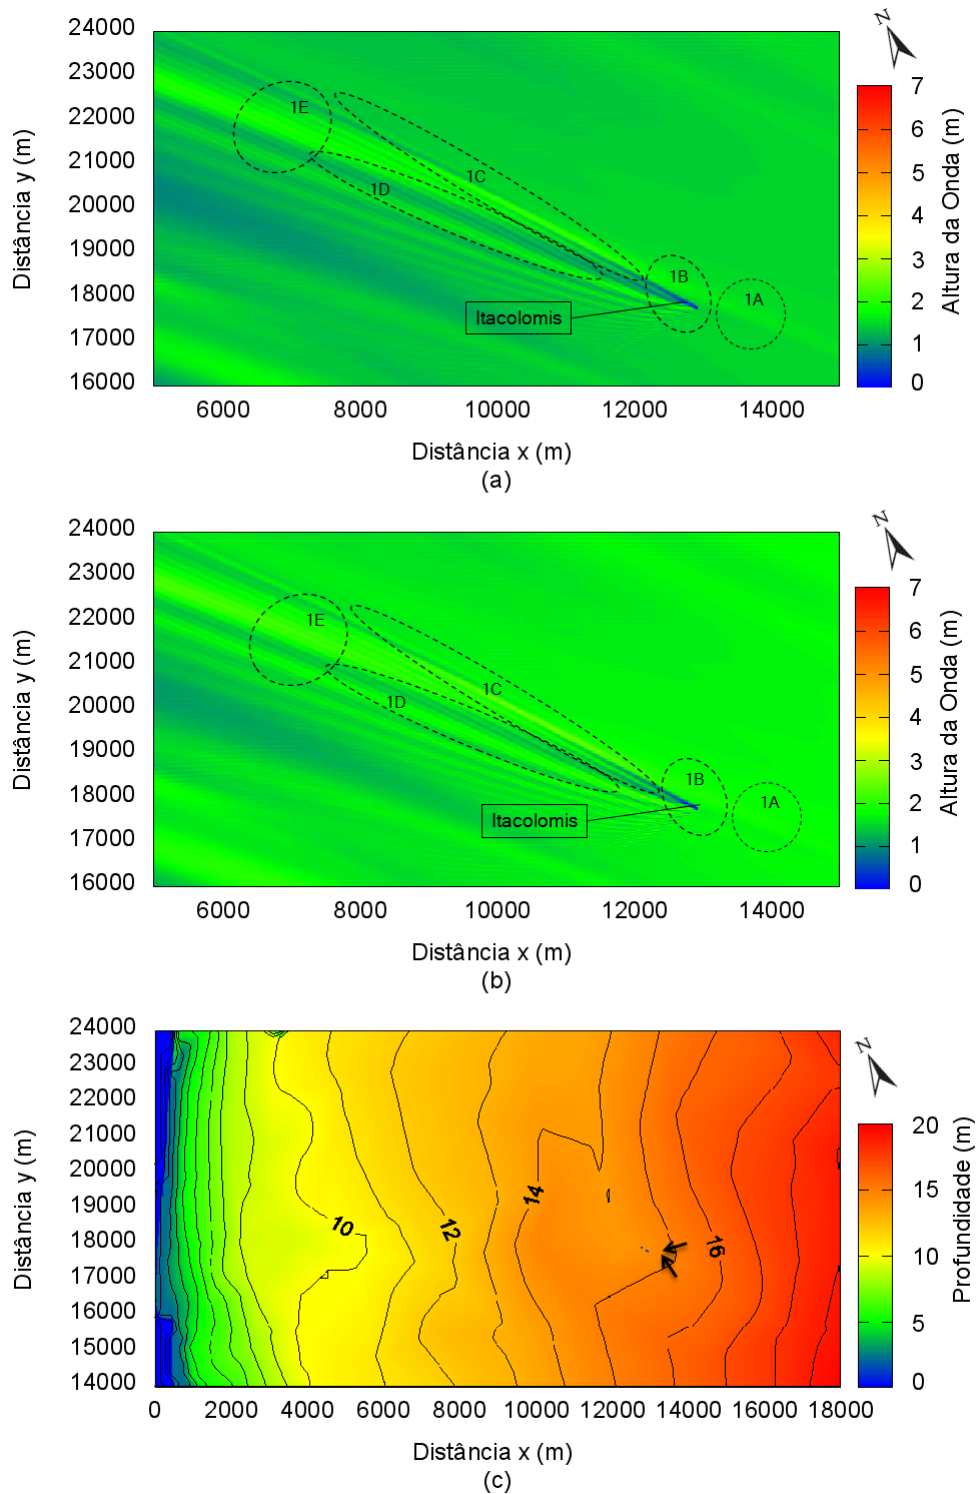 24000
23000
22000
21000
20000
19000
18000
17000
16000
Distância y (m)
1E
1C
1D
1B
1A
Itacolomis
6000 8000 10000 12000 14000
Distância x (m)
(a)
N
7
6
5
4
3
2
1
0
Altura da Onda (m)
24000
23000
22000
21000
20000
19000
18000
17000
16000
Distância y (m)
1E
1C
1D
1B
1A
Itacolomis
6000 8000 10000 12000 14000
Distância x (m)
(b)
N
7
6
5
4
3
2
1
0
Altura da Onda (m)
24000
23000
22000
21000
20000
19000
18000
17000
16000
15000
14000
Distância y (m)
10
12
14
16
0 2000 4000 6000 8000 10000 12000 14000 16000 18000
Distância x (m)
(c)
N
20
15
10
5
0
Profundidade (m)